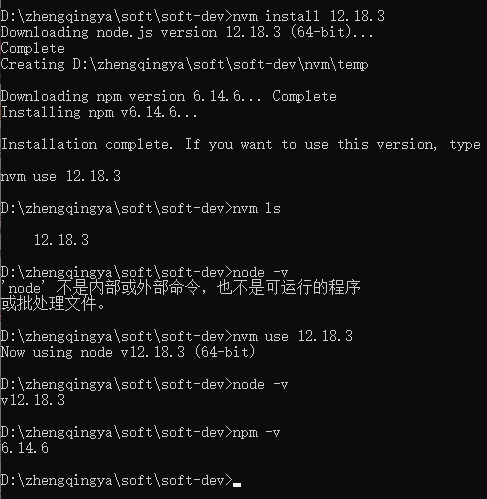 D:\zhengqingya\soft\soft-dev>nvm install 12.18.3
Downloading node.js version 12.18.3 (64-bit)...
Complete
Creating D:\zhengqingya\soft\soft-dev\nvm\temp
Downloading npm version 6.14.6... Complete
Installing npm v6.14.6...
Installation complete. If you want to use this version, type
nvm use 12.18.3
D:\zhengqingya\soft\soft-dev>nvm ls
12.18.3
D:\zhengqingya\soft\soft-dev>node -v
'node' 不是内部或外部命令，也不是可运行的程序
或批处理文件。
D:\zhengqingya\soft\soft-dev>nvm use 12.18.3
Now using node v12.18.3 (64-bit)
D:\zhengqingya\soft\soft-dev>node -v
v12.18.3
D:\zhengqingya\soft\soft-dev>npm -v
6.14.6
D:\zhengqingya\soft\soft-dev>